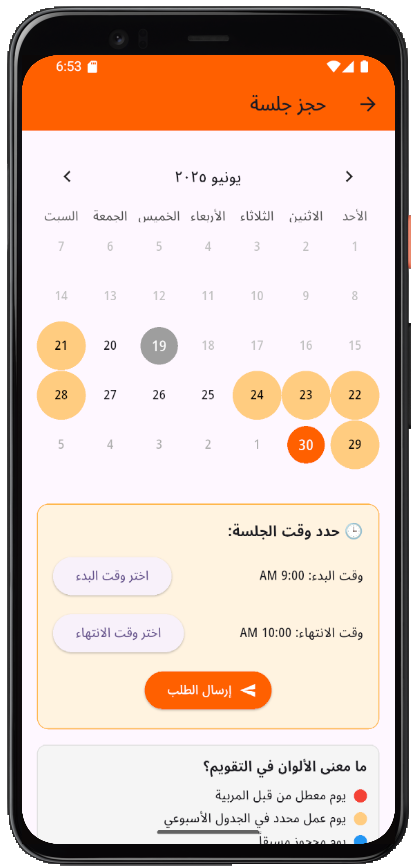 6:53
حجز جلسة
يونيو ٢٠٢٥
الأحد الاثنين الثلاثاء الأربعاء الخميس الجمعة السبت
1 2 3 4 5 6 7
8 9 10 11 12 13 14
15 16 17 18 19 20 21
22 23 24 25 26 27 28
29 30 1 2 3 4 5
حدد وقت الجلسة:
وقت البدء: 9:00 AM
اختر وقت البدء
وقت الانتهاء: 10:00 AM
اختر وقت الانتهاء
إرسال الطلب
ما معنى الألوان في التقويم؟
يوم معطل من قبل المربية
يوم عمل محدد في الجدول الأسبوعي
يوم محجوز مسبقا